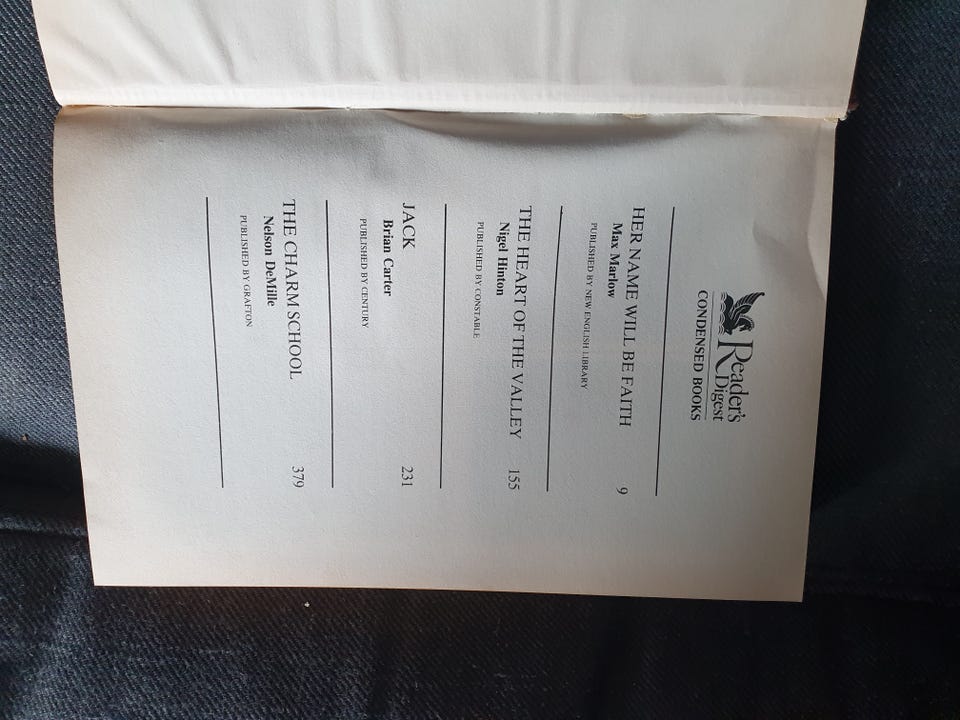 Reader's
Digest
CONDENSED BOOKS
HER NAME WILL BE FAITH 9
Max Marlow
PUBLISHED BY NEW ENGLISH LIBRARY
THE HEART OF THE VALLEY 155
Nigel Hinton
PUBLISHED BY CONSTABLE
JACK 231
Brian Carter
PUBLISHED BY CENTURY
THE CHARM SCHOOL 379
Nelson DeMille
PUBLISHED BY GRAFTON